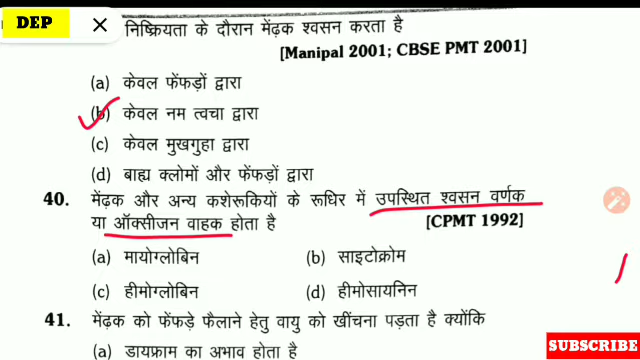 DEP
निष्क्रियता के दौरान मेंढ़क श्वसन करता है
[Manipal 2001; CBSE PMT 2001]
(a) केवल फेंफड़ों द्वारा
(b) केवल नम त्वचा द्वारा
(c) केवल मुखगुहा द्वारा
(d) बाह्य क्लोमों और फेंफड़ों द्वारा
40. मेंढ़क और अन्य कशेरूकियों के रूधिर में उपस्थित श्वसन वर्णक
या ऑक्सीजन वाहक होता है [CPMT 1992]
(a) मायोग्लोबिन (b) साइटोक्रोम
(c) हीमोग्लोबिन (d) हीमोसायनिन
41. मेंढ़क को फेंफड़े फैलाने हेतु वायु को खींचना पड़ता है क्योंकि
(a) डायफ्राम का अभाव होता है
SUBSCRIBE